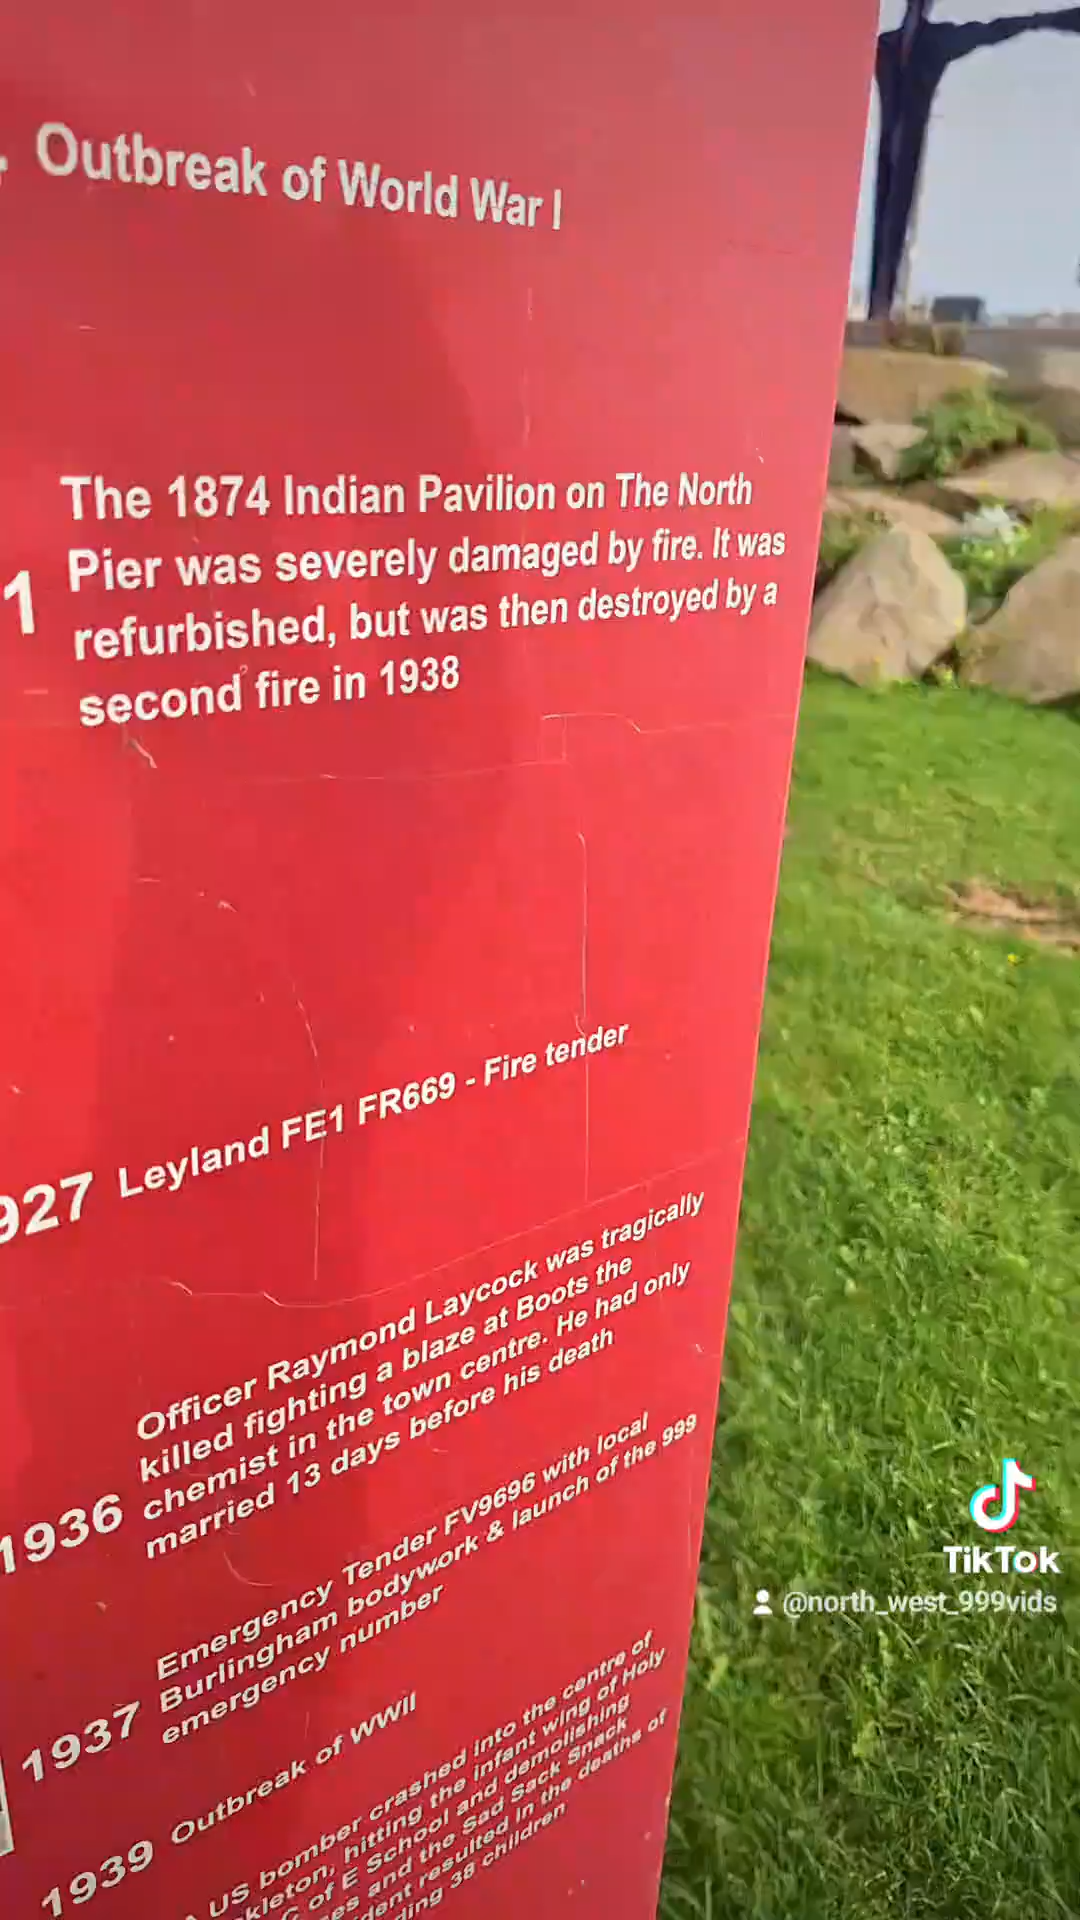 Outbreak of World War I
The 1874 Indian Pavilion on The North
Pier was severely damaged by fire. It was
1 refurbished, but was then destroyed by a
second fire in 1938
927 Leyland FE1 FR669 - Fire tender
Officer Raymond Laycock was tragically
killed fighting a blaze at Boots the
1936 chemist in the town centre. He had only
married 13 days before his death
Emergency Tender FV9696 with local
1937 Burlingham bodywork & launch of the 999
emergency number
1939 Outbreak of WWII
US bomber crashed into the centre of
kleton, hitting the infant wing of Holy
C of E School and demolishing
es and the Sad Sack Snack
dent resulted in the deaths of
ding 38 children
TikTok
@north_west_999vids